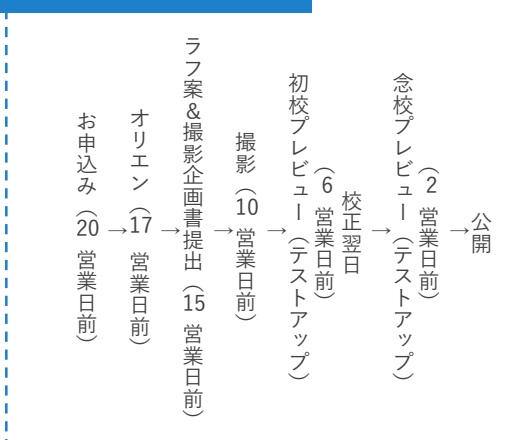 お申込み（20 営業日前）
→
オリエン（17 営業日前）
→
ラフ案&撮影企画書提出（15 営業日前）
→
撮影（10 営業日前）
→
初校プレビュー（テストアップ）
（6 営業日前）
校正翌日
→
念校プレビュー（テストアップ）
（2 営業日前）
→
公開